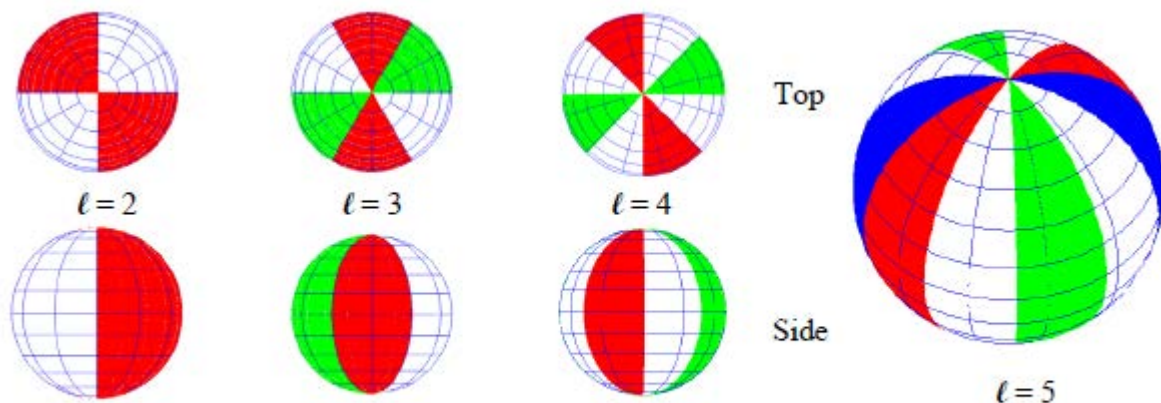 Top
ℓ = 2
ℓ = 3
ℓ = 4
Side
ℓ = 5